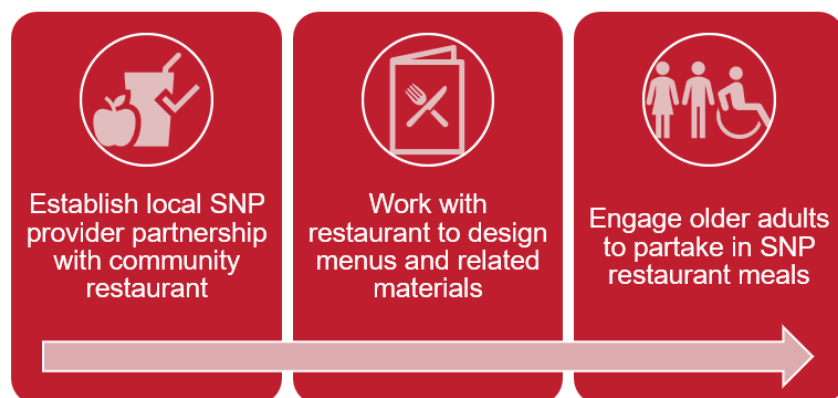 Establish local SNP
provider partnership
with community
restaurant
Work with
restaurant to design
menus and related
materials
Engage older adults
to partake in SNP
restaurant meals